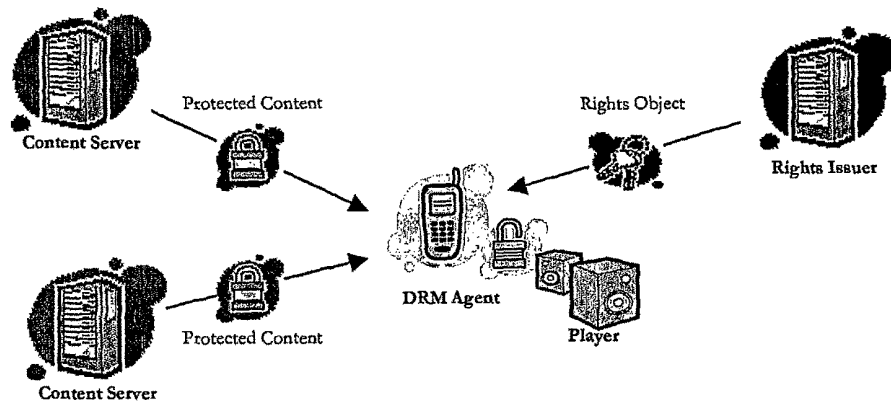 Protected Content
Rights Object
Content Server
Rights Issuer
DRM Agent
Player
Protected Content
Content Server